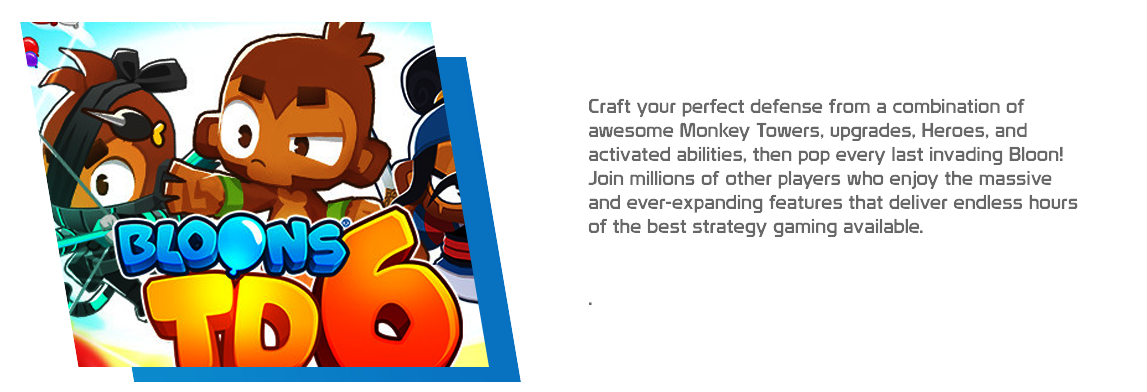 BLOONS®
TD6
Craft your perfect defense from a combination of
awesome Monkey Towers, upgrades, Heroes, and
activated abilities, then pop every last invading Bloon!
Join millions of other players who enjoy the massive
and ever-expanding features that deliver endless hours
of the best strategy gaming available.
.